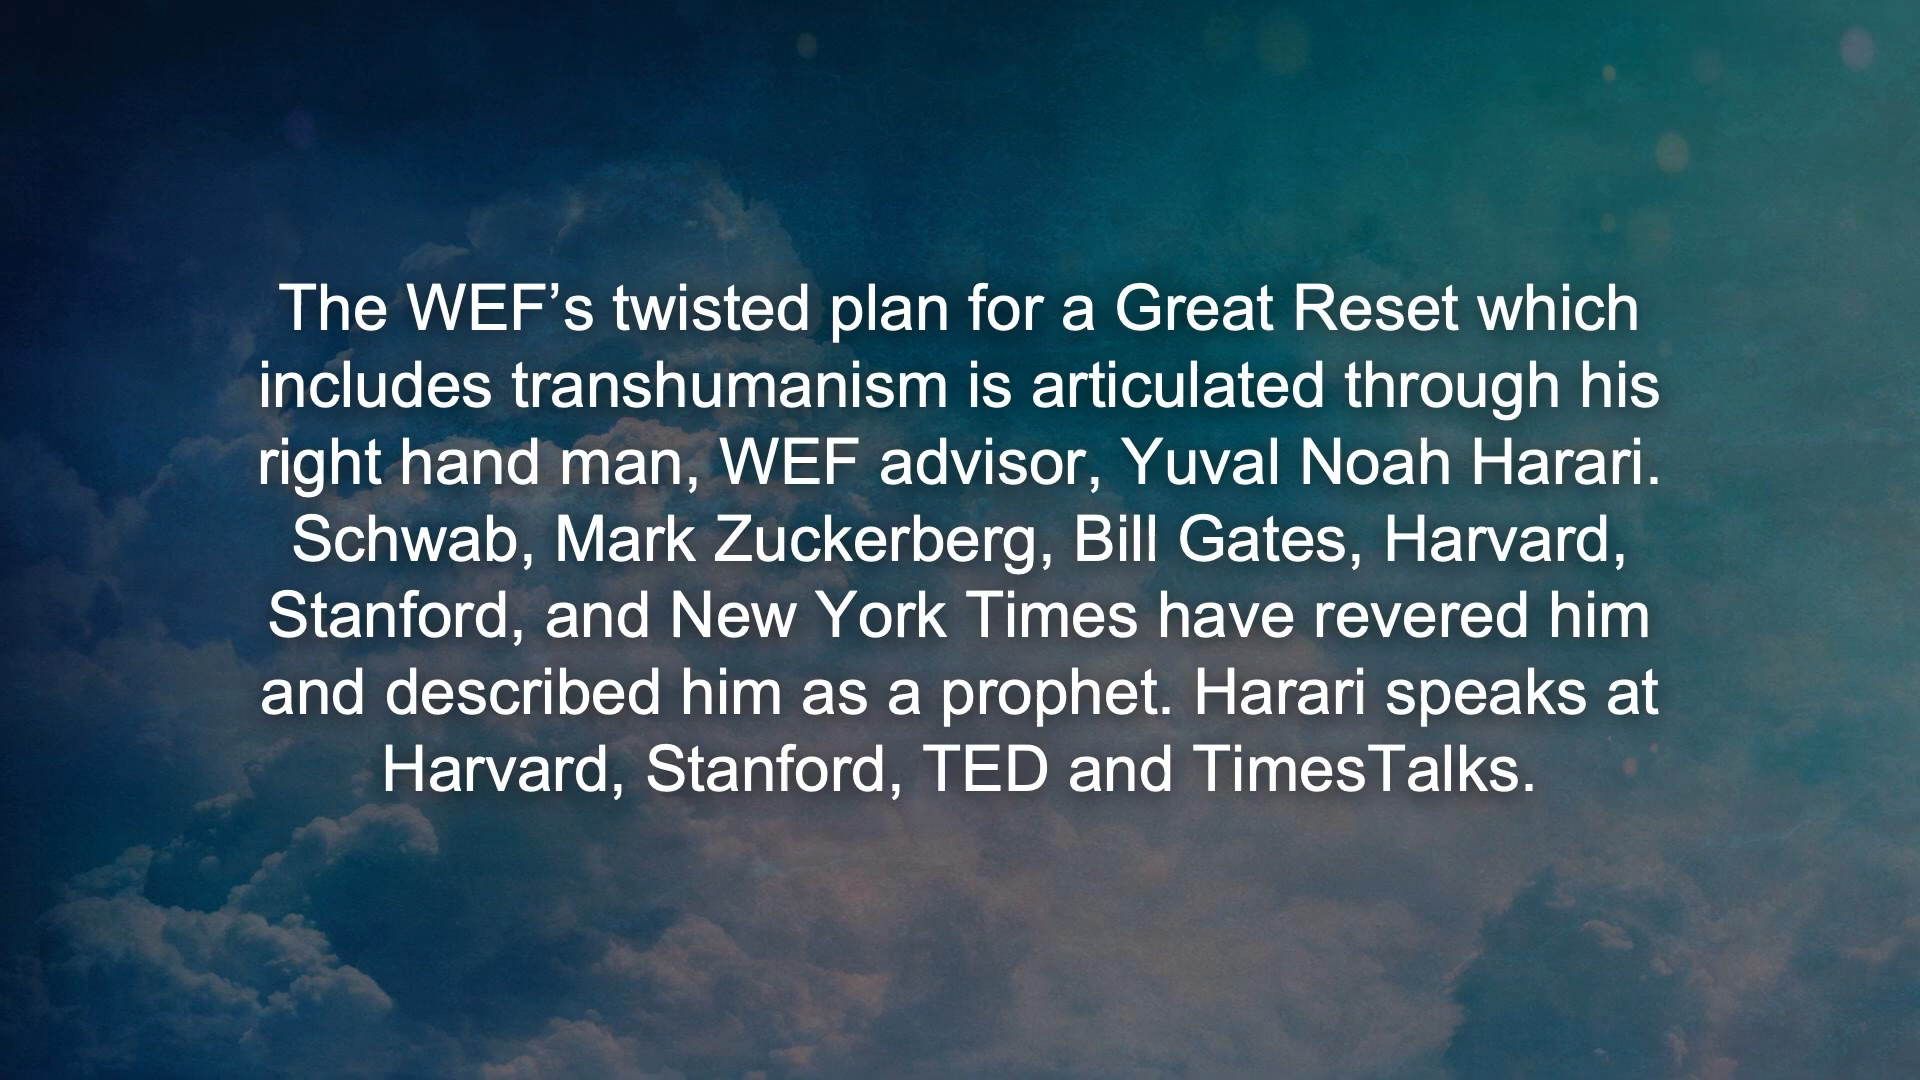 The WEF’s twisted plan for a Great Reset which
includes transhumanism is articulated through his
right hand man, WEF advisor, Yuval Noah Harari.
Schwab, Mark Zuckerberg, Bill Gates, Harvard,
Stanford, and New York Times have revered him
and described him as a prophet. Harari speaks at
Harvard, Stanford, TED and TimesTalks.